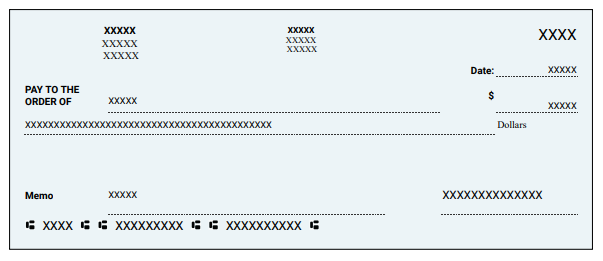 XXXXX
XXXXX
XXXXX
XXXXX
XXXXX
XXXXX
XXXX
Date: XXXXX
PAY TO THE
ORDER OF XXXXX
$ XXXXX
XXXXXXXXXXXXXXXXXXXXXXXXXXXXXXXXXXXXXXXXXXX Dollars
Memo XXXXX
XXXXXXXXXXXXXX
⑆ XXXX ⑆ ⑆ XXXXXXXXX ⑆ ⑆ XXXXXXXXXX ⑆